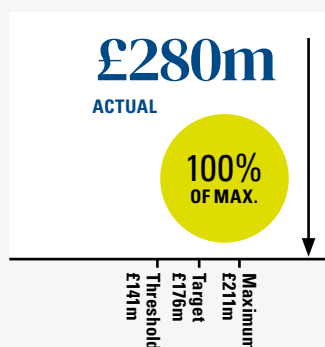 £280m
ACTUAL
100%
OF MAX.
Threshold
£141m
Target
£176m
Maximum
£211m